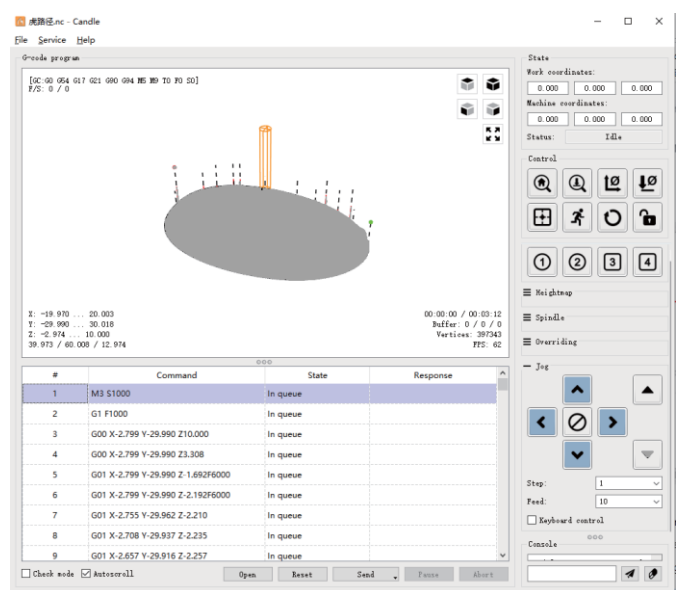 虎路径.nc - Candle
File Service Help
G-code program
[GC:G0 G54 G17 G21 G90 G94 M5 M9 T0 F0 S0]
F/S: 0 / 0
X: -19.970 ... 20.003
Y: -29.990 ... 30.018
Z: -2.974 ... 10.000
39.973 / 60.008 / 12.974
00:00:00 / 00:03:12
Buffer: 0 / 0 / 0
Vertices: 397343
FPS: 62
# Command State Response
1 M3 S1000 In queue
2 G1 F1000 In queue
3 G00 X-2.799 Y-29.990 Z10.000 In queue
4 G00 X-2.799 Y-29.990 Z3.308 In queue
5 G01 X-2.799 Y-29.990 Z-1.692F6000 In queue
6 G01 X-2.799 Y-29.990 Z-2.192F6000 In queue
7 G01 X-2.755 Y-29.962 Z-2.210 In queue
8 G01 X-2.708 Y-29.937 Z-2.235 In queue
9 G01 X-2.657 Y-29.916 Z-2.257 In queue
Check mode Autoscroll Open Reset Send Pause Abort
State
Work coordinates:
0.000 0.000 0.000
Machine coordinates:
0.000 0.000 0.000
Status: Idle
Control
1 2 3 4
Heightmap
Spindle
Overriding
Jog
Step: 1
Feed: 10
Keyboard control
Console